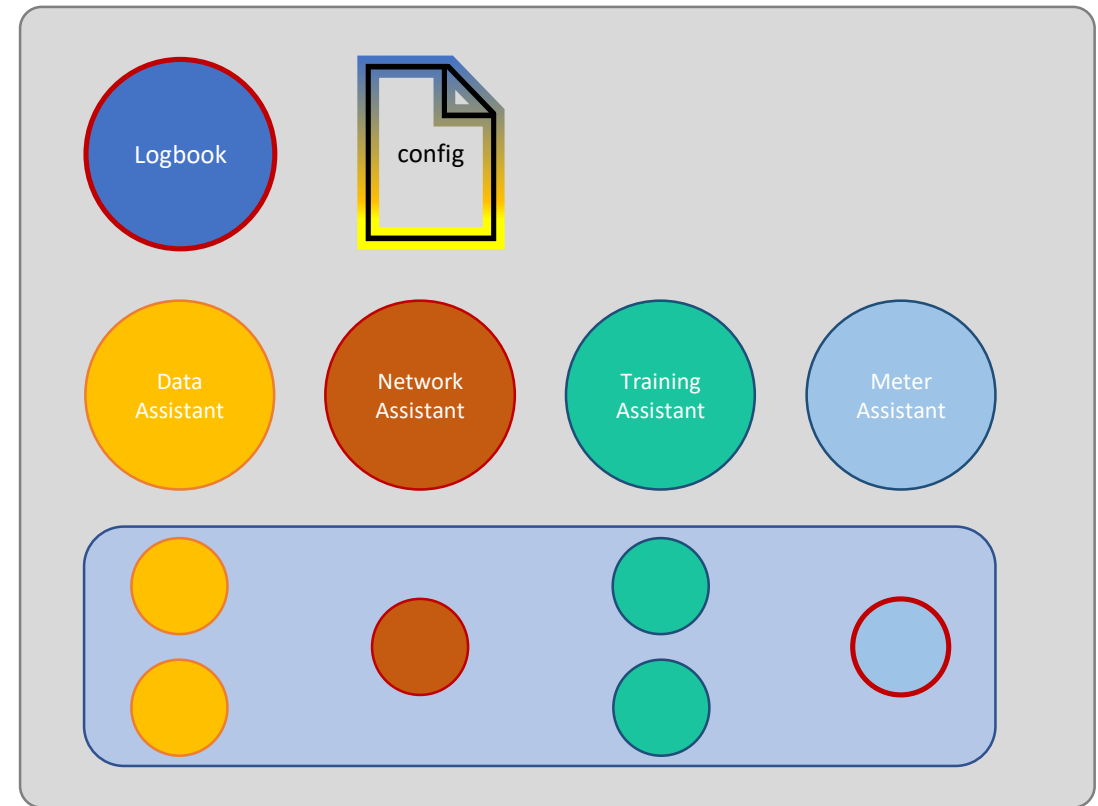 Logbook
config
Data
Assistant
Network
Assistant
Training
Assistant
Meter
Assistant